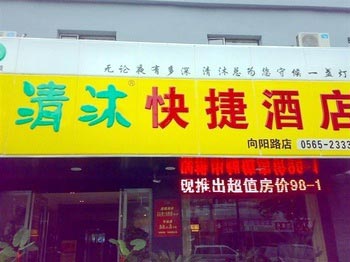 无论夜有多深 清沐总为您守候一盏灯
清沐® 快捷酒店
向阳路店 0565-2333
现推出超值房价98-1